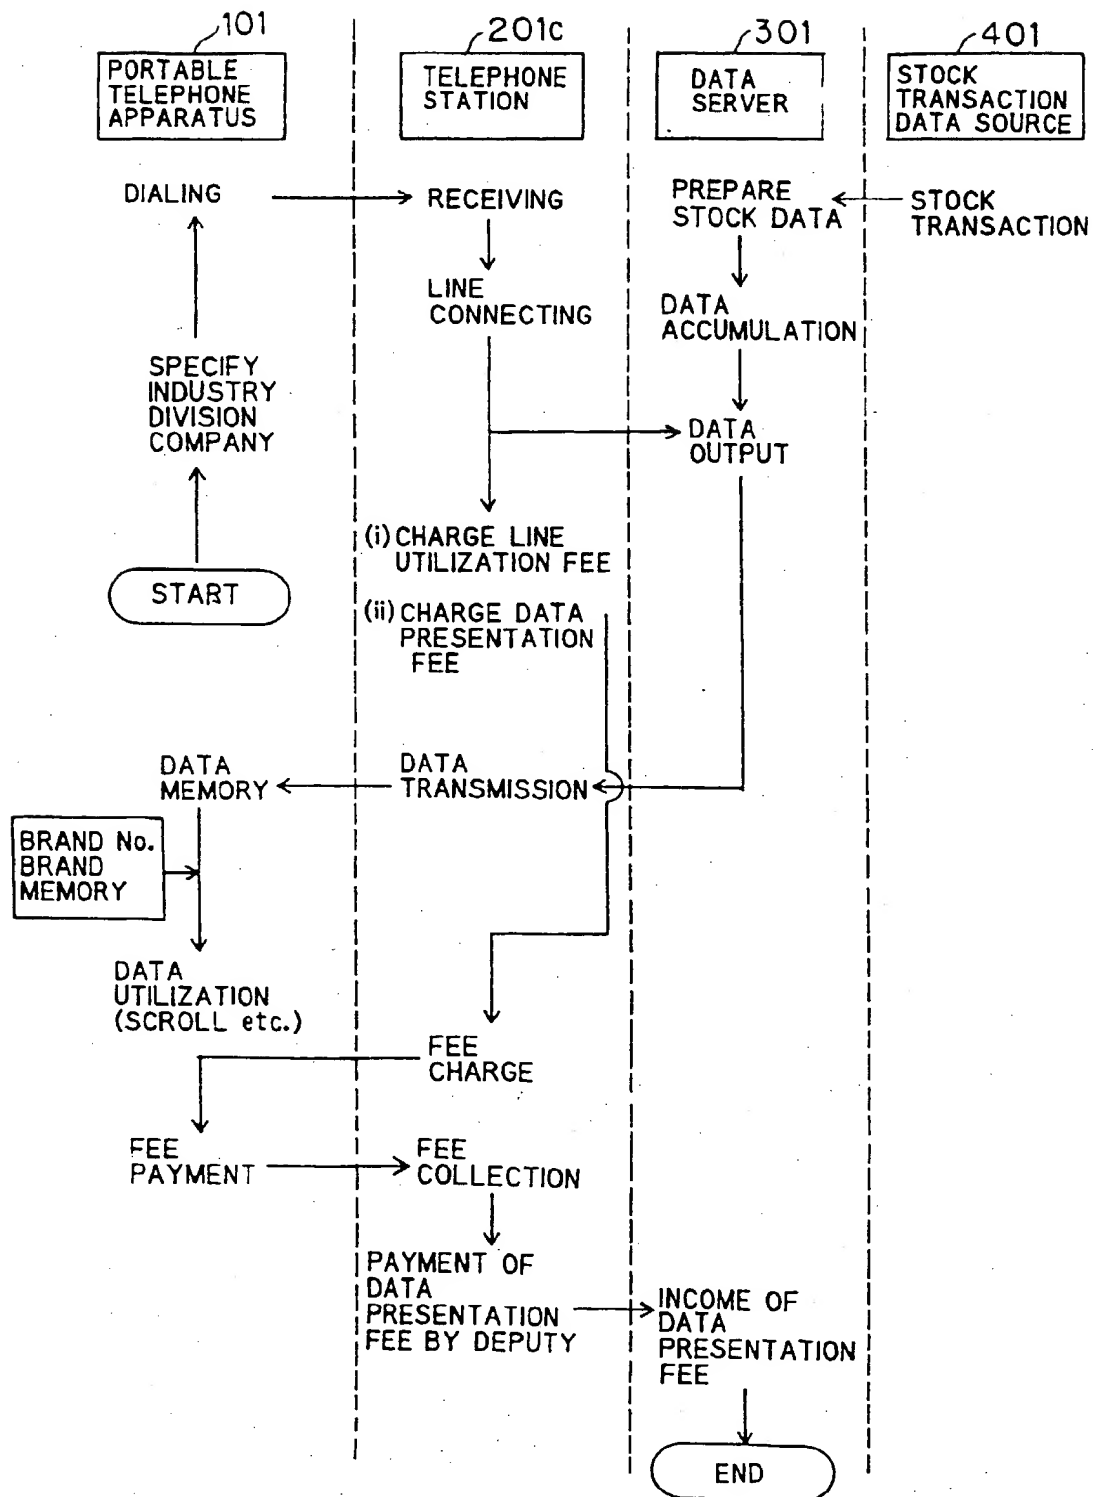 101
201C
301
401
PORTABLE
TELEPHONE
APPARATUS
TELEPHONE
STATION
DATA
SERVER
STOCK
TRANSACTION
DATA SOURCE
DIALING
RECEIVING
PREPARE
STOCK DATA
STOCK
TRANSACTION
LINE
CONNECTING
DATA
ACCUMULATION
SPECIFY
INDUSTRY
DIVISION
COMPANY
DATA
OUTPUT
START
(i) CHARGE LINE
UTILIZATION FEE
(ii) CHARGE DATA
PRESENTATION
FEE
DATA
MEMORY
DATA
TRANSMISSION
BRAND No.
BRAND
MEMORY
DATA
UTILIZATION
(SCROLL etc.)
FEE
CHARGE
FEE
PAYMENT
FEE
COLLECTION
PAYMENT OF
DATA
PRESENTATION
FEE BY DEPUTY
INCOME OF
DATA
PRESENTATION
FEE
END